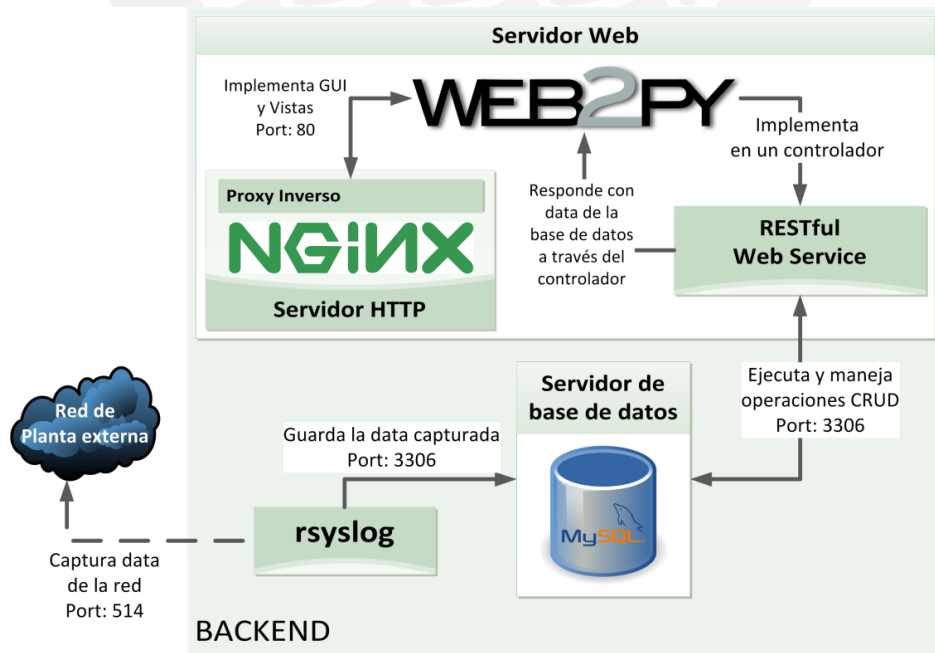 Servidor Web
Implementa GUI
y Vistas
Port: 80
WEB2PY
Implementa
en un controlador
Proxy Inverso
NGiNX
Servidor HTTP
Responde con
data de la
base de datos
a través del
controlador
RESTful
Web Service
Red de
Planta externa
Guarda la data capturada
Port: 3306
Servidor de
base de datos
MySQL
Ejecuta y maneja
operaciones CRUD
Port: 3306
rsyslog
Captura data
de la red
Port: 514
BACKEND